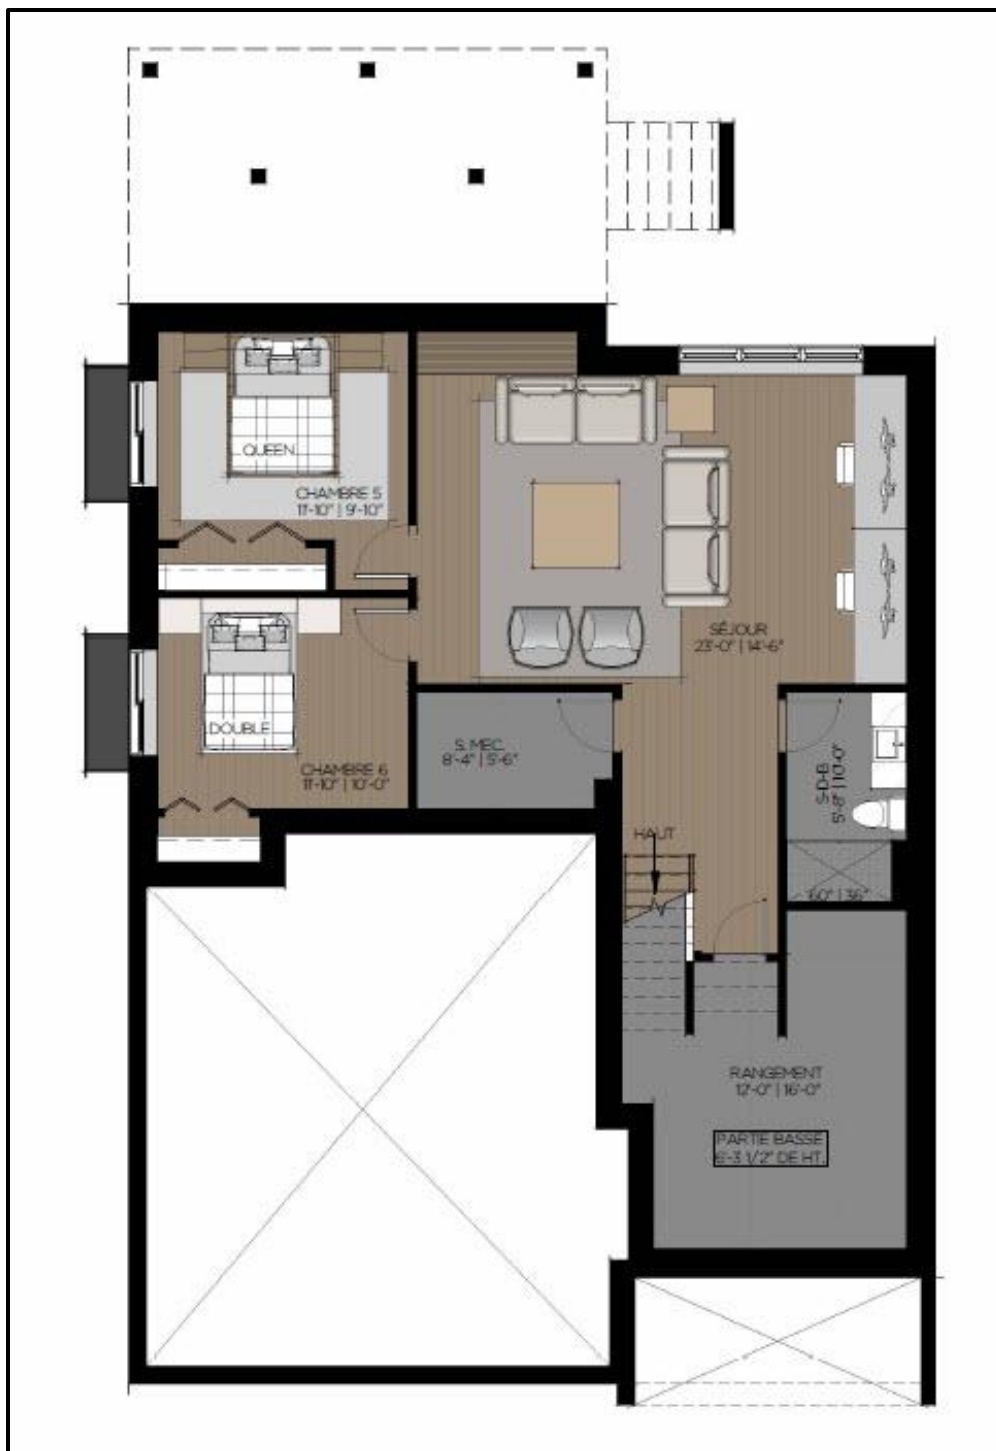 QUEEN
CHAMBRE 5
11'-10" | 9'-10"
SÉJOUR
23'-0" | 14'-6"
DOUBLE
CHAMBRE 6
11'-10" | 10'-0"
S. MEC.
8'-4" | 5'-6"
S-D-B
5'-8" | 10'-0"
HAUT
60" | 36"
RANGEMENT
12'-0" | 16'-0"
PARTIE BASSE
6'-3 1/2" DE HT.